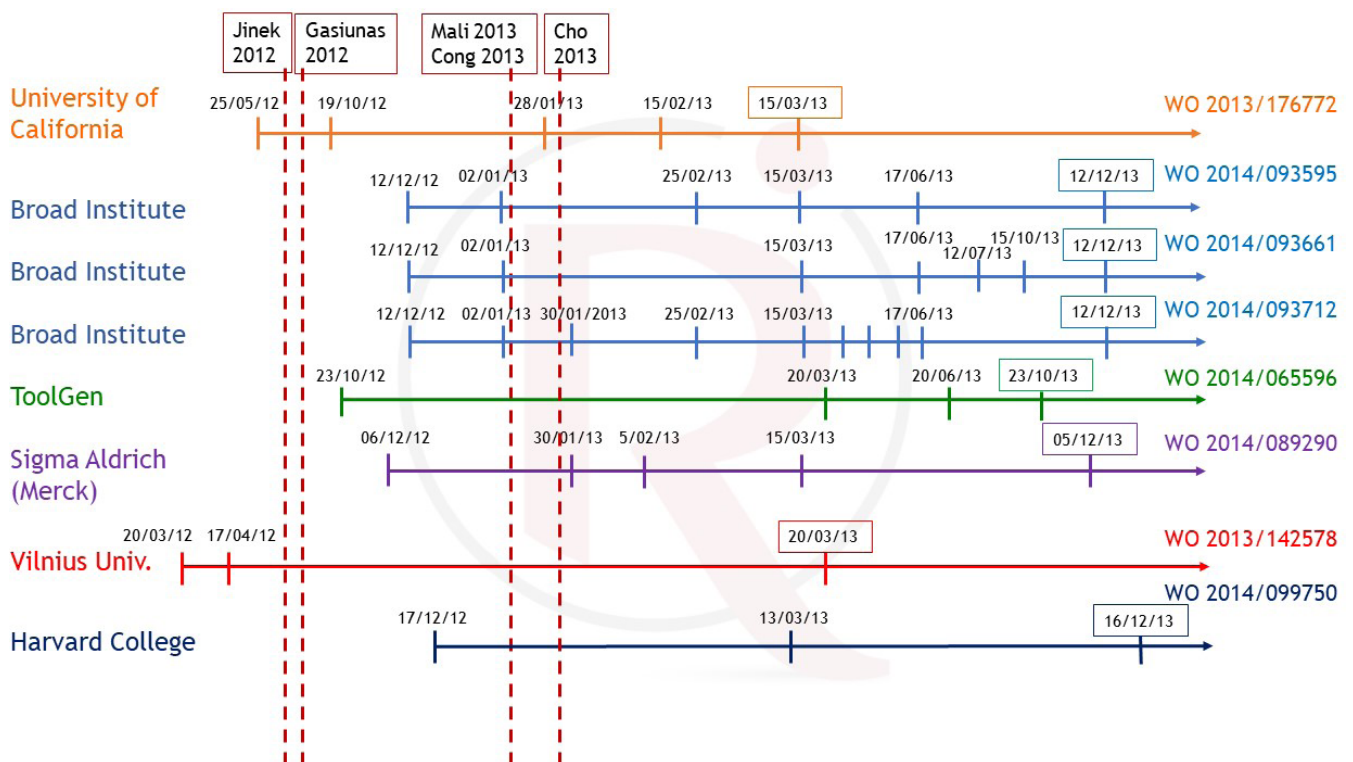 Jinek
2012
Gasiunas
2012
Mali 2013
Cong 2013
Cho
2013
University of
California
25/05/12
19/10/12
28/01/13
15/02/13
15/03/13
WO 2013/176772
Broad Institute
12/12/12
02/01/13
25/02/13
15/03/13
17/06/13
12/12/13
WO 2014/093595
Broad Institute
12/12/12
02/01/13
15/03/13
17/06/13
12/07/13
15/10/13
12/12/13
WO 2014/093661
Broad Institute
12/12/12
02/01/13
30/01/2013
25/02/13
15/03/13
17/06/13
12/12/13
WO 2014/093712
ToolGen
23/10/12
20/03/13
20/06/13
23/10/13
WO 2014/065596
Sigma Aldrich
(Merck)
06/12/12
30/01/13
5/02/13
15/03/13
05/12/13
WO 2014/089290
Vilnius Univ.
20/03/12
17/04/12
20/03/13
WO 2013/142578
Harvard College
17/12/12
13/03/13
16/12/13
WO 2014/099750